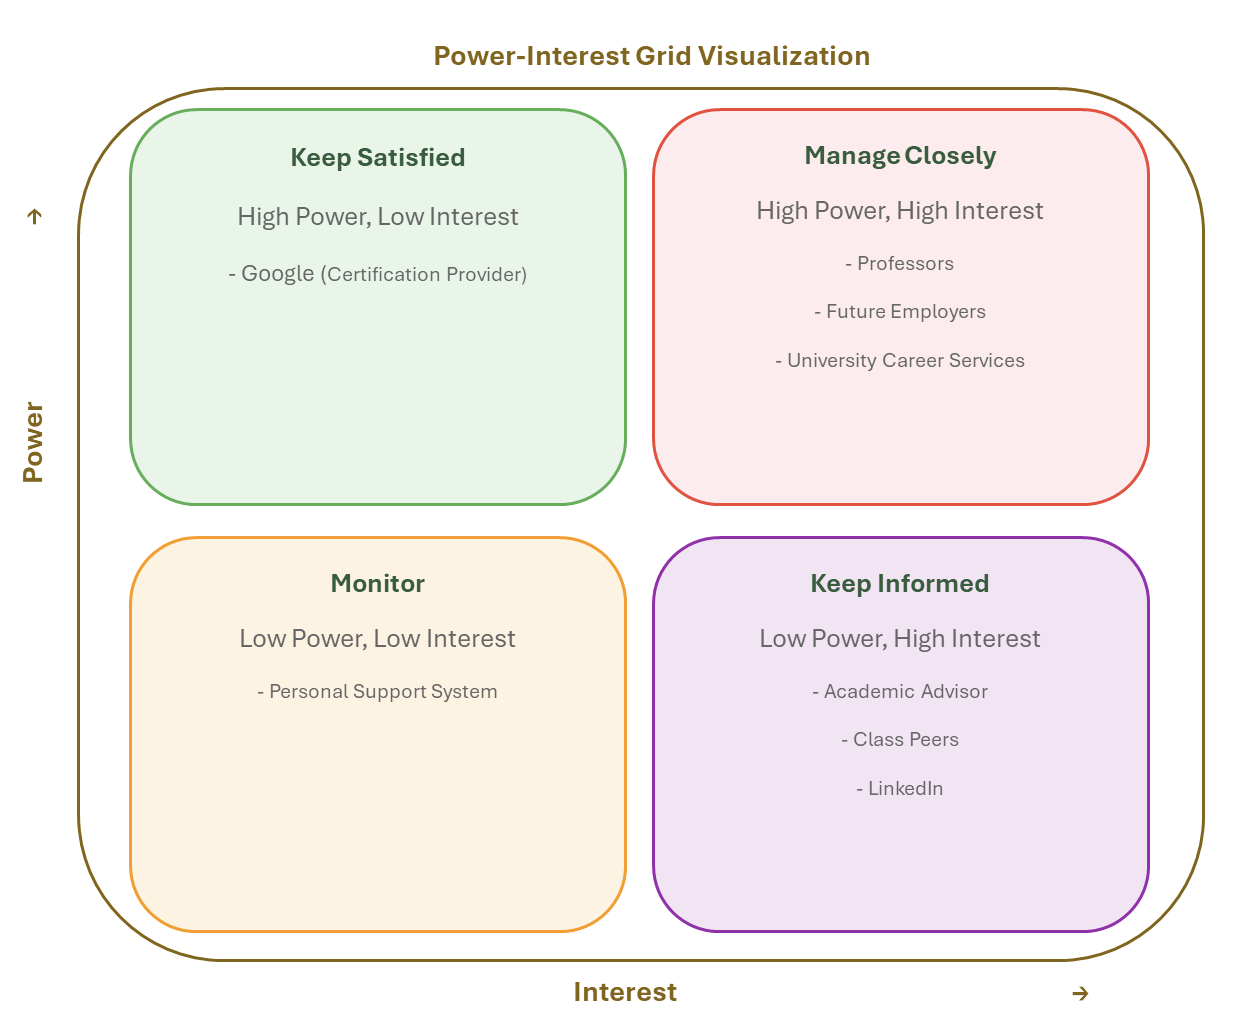 Power-Interest Grid Visualization
Keep Satisfied
High Power, Low Interest
- Google (Certification Provider)
Manage Closely
High Power, High Interest
- Professors
- Future Employers
- University Career Services
↑
Power
Monitor
Low Power, Low Interest
- Personal Support System
Keep Informed
Low Power, High Interest
- Academic Advisor
- Class Peers
- LinkedIn
Interest →